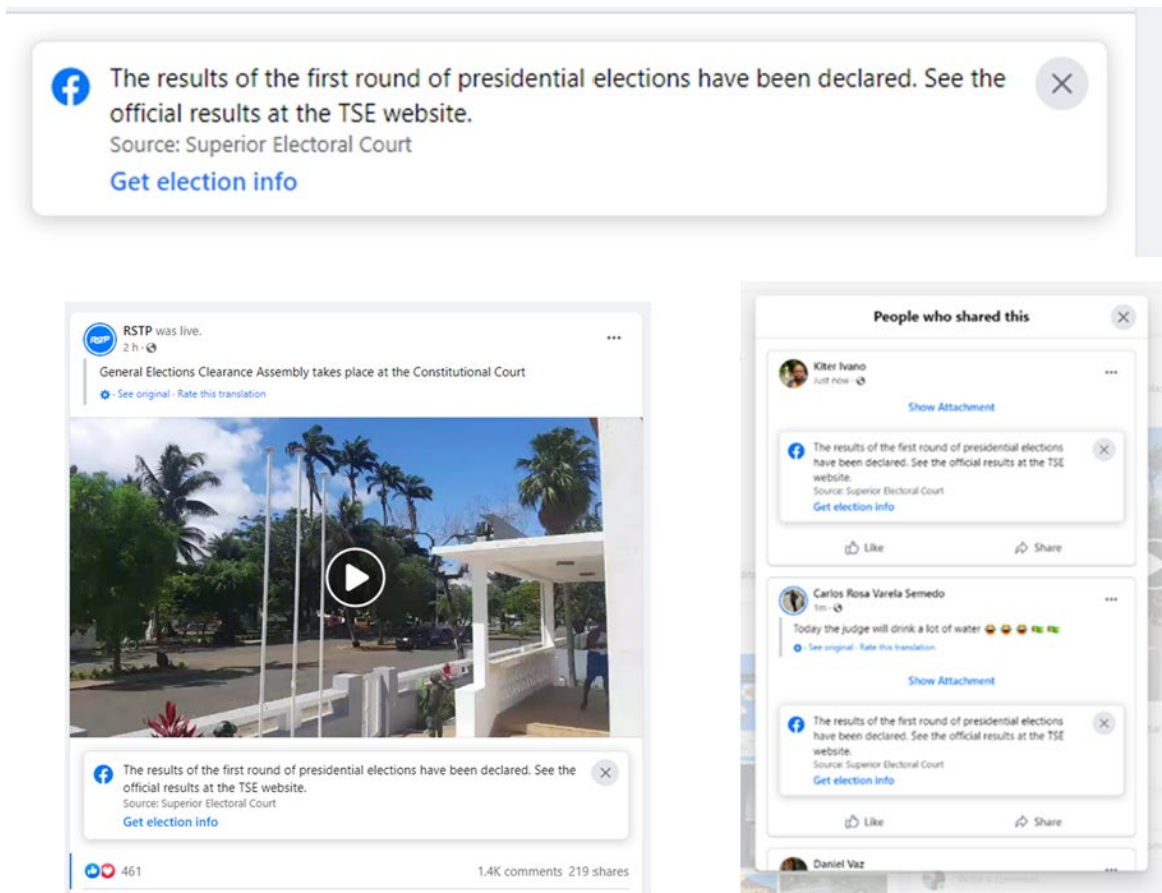 The results of the first round of presidential elections have been declared. See the
official results at the TSE website.
Source: Superior Electoral Court
Get election info
RSTP was live.
2 h ·
General Elections Clearance Assembly takes place at the Constitutional Court
· See original · Rate this translation
The results of the first round of presidential elections have been declared. See the
official results at the TSE website.
Source: Superior Electoral Court
Get election info
461
1.4K comments 219 shares
People who shared this
Kiter Ivano
Just now ·
Show Attachment
The results of the first round of presidential elections
have been declared. See the official results at the TSE
website.
Source: Superior Electoral Court
Get election info
Like
Share
Carlos Rosa Varela Semedo
1m ·
Today the judge will drink a lot of water
· See original · Rate this translation
Show Attachment
The results of the first round of presidential elections
have been declared. See the official results at the TSE
website.
Source: Superior Electoral Court
Get election info
Like
Share
Daniel Vaz